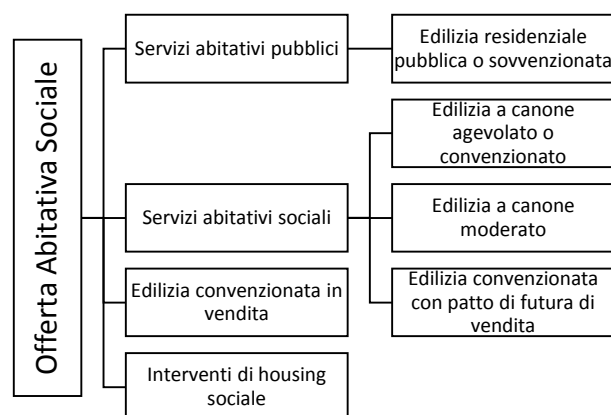 Offerta Abitativa Sociale
Servizi abitativi pubblici
Edilizia residenziale
pubblica o sovvenzionata
Servizi abitativi sociali
Edilizia a canone
agevolato o
convenzionato
Edilizia a canone
moderato
Edilizia convenzionata
con patto di futura di
vendita
Edilizia convenzionata in
vendita
Interventi di housing
sociale